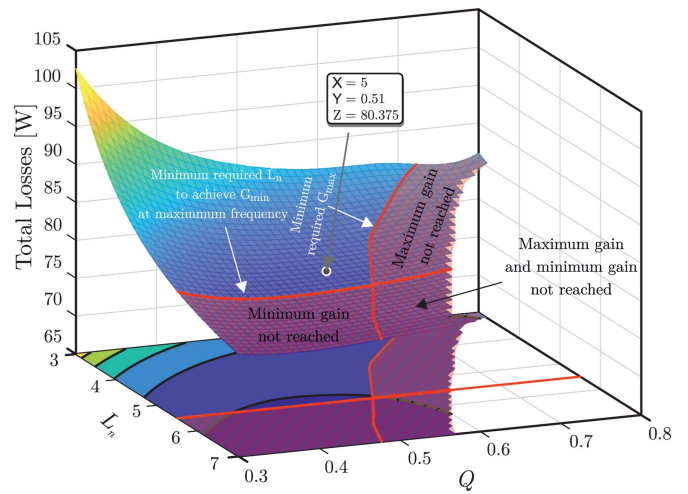 105
100
95
90
85
80
75
70
65
Total Losses [W]
X = 5
Y = 0.51
Z = 80.375
Minimum required Ln
to achieve Gmin
at maximmum frequency
Minimum
required Gmax
Maximum gain
not reached
Maximum gain
and minimum gain
not reached
Minimum gain
not reached
3
4
5
6
7
Ln
0.3
0.4
0.5
0.6
0.7
0.8
Q